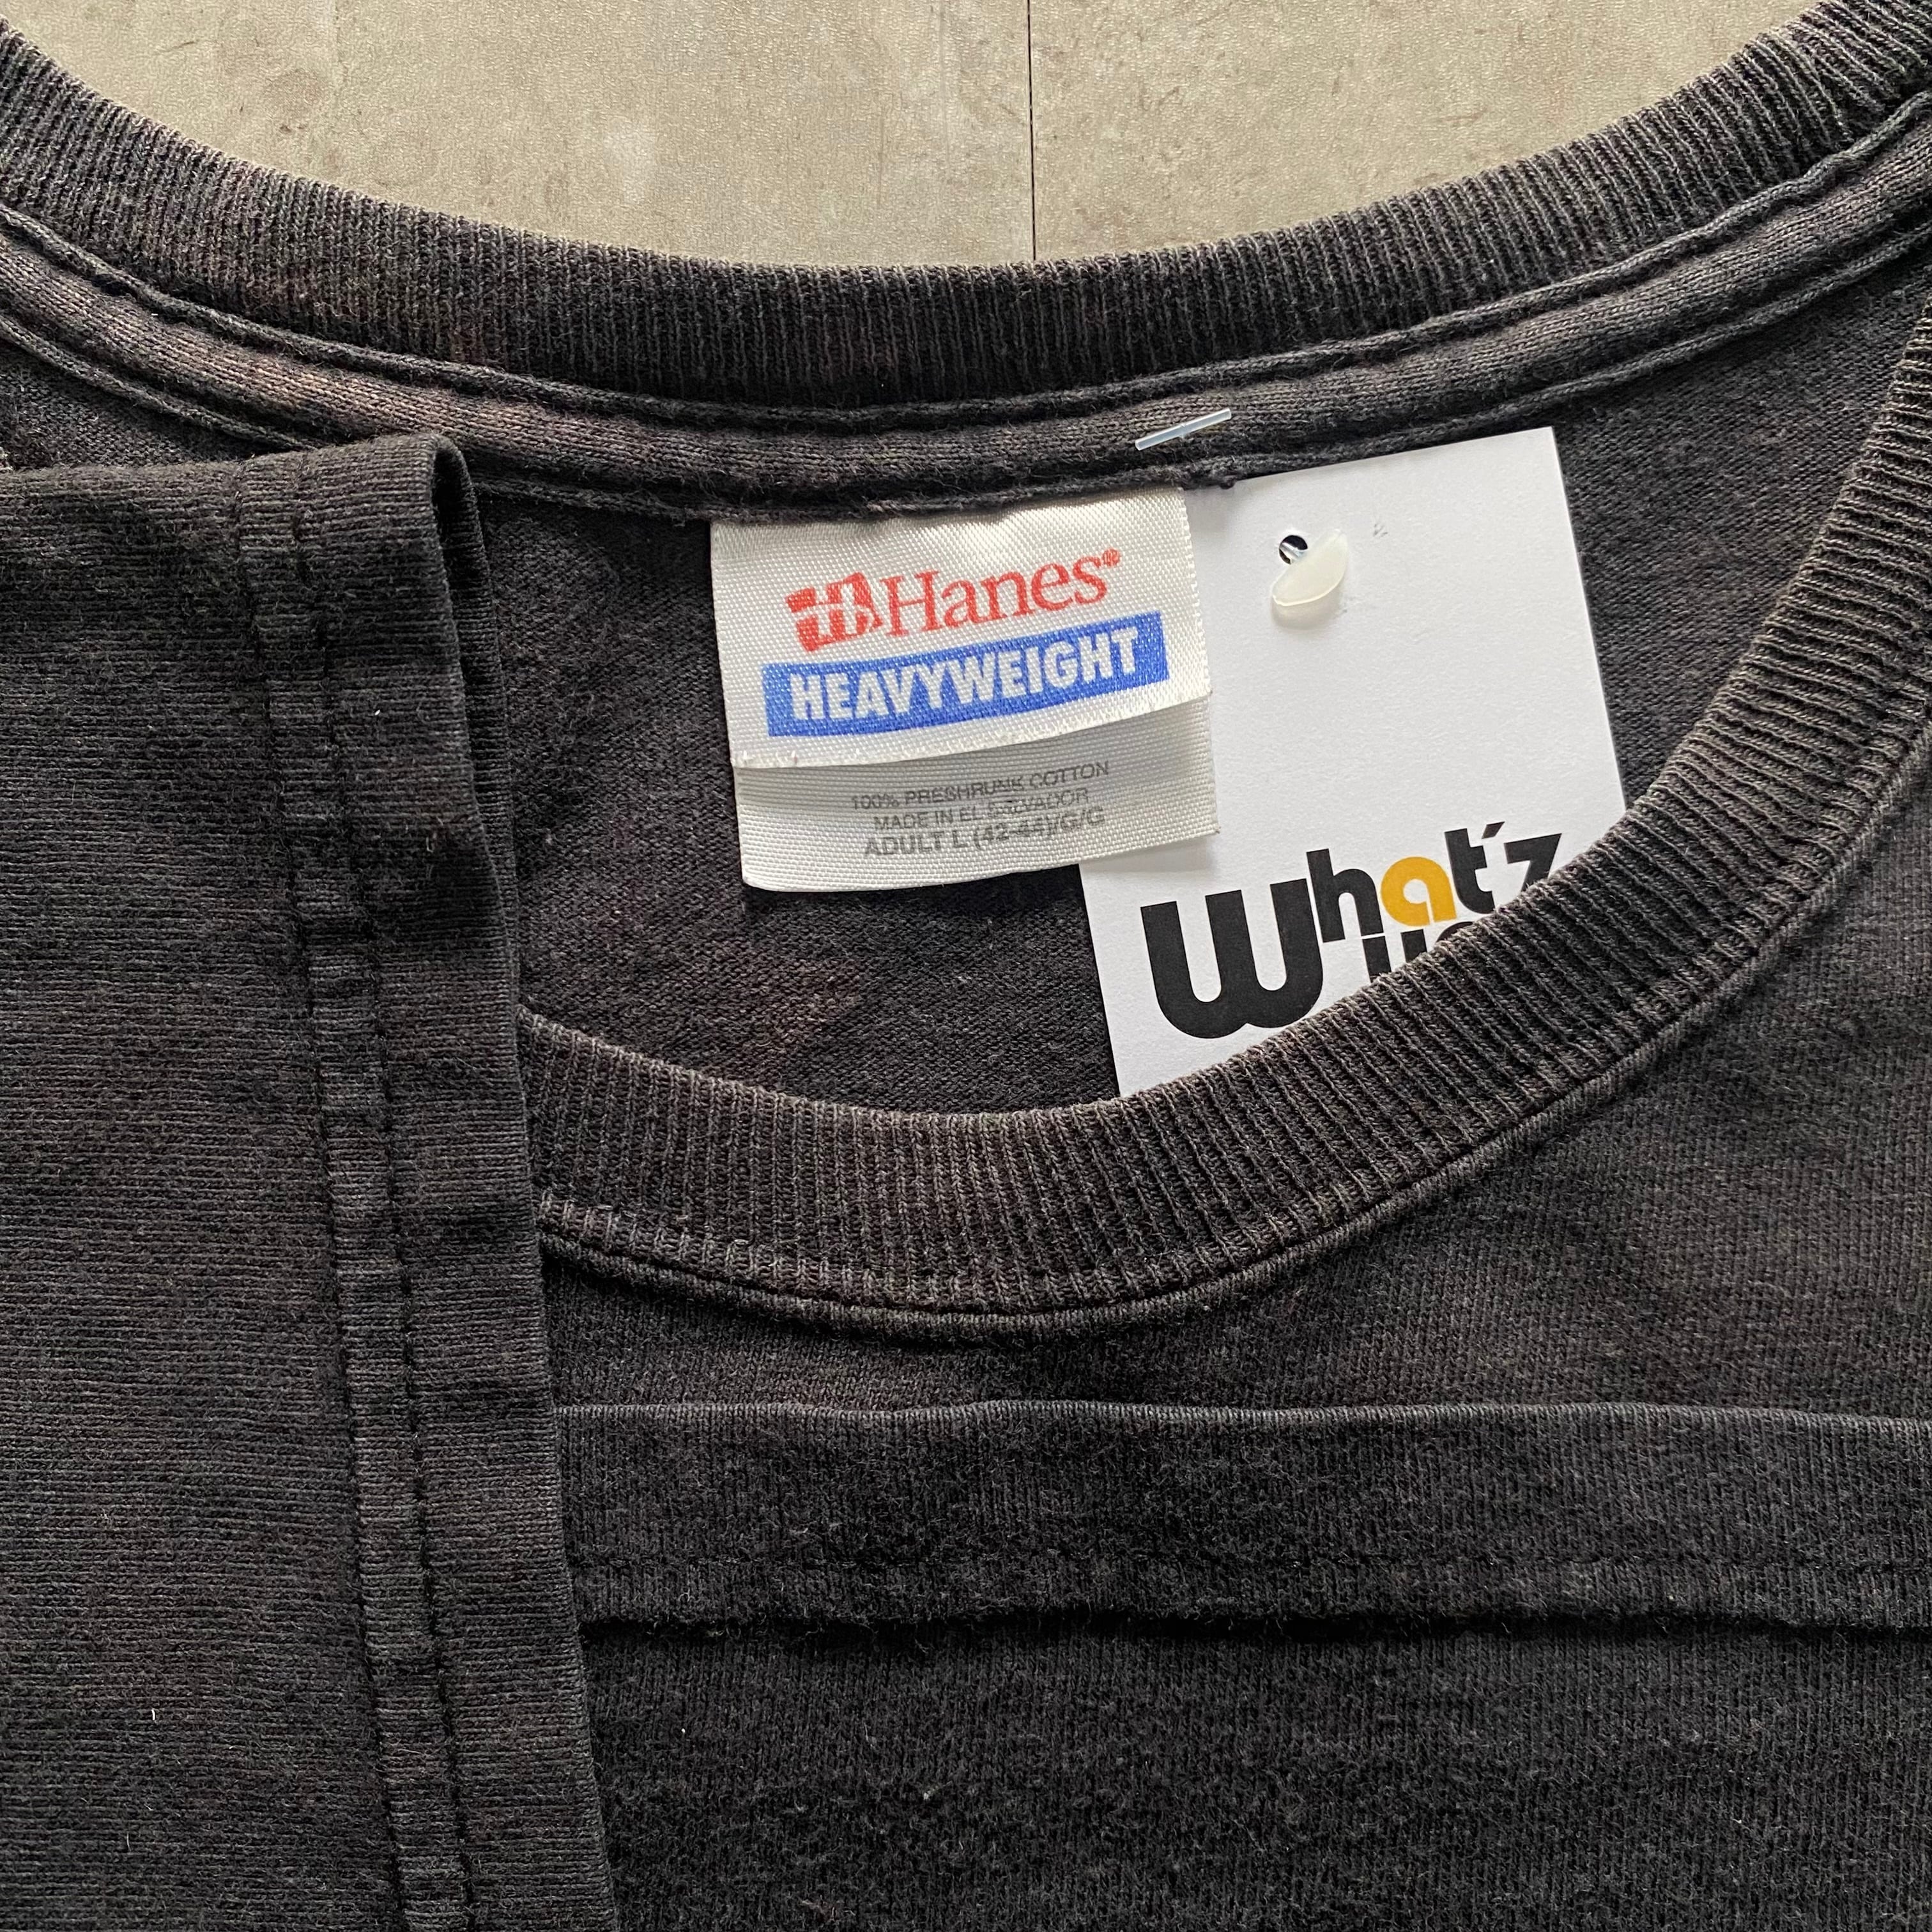 Hanes®
HEAVYWEIGHT
100% PRESHRUNK COTTON
MADE IN EL SALVADOR
ADULT L (42-44)/G/G
What'z